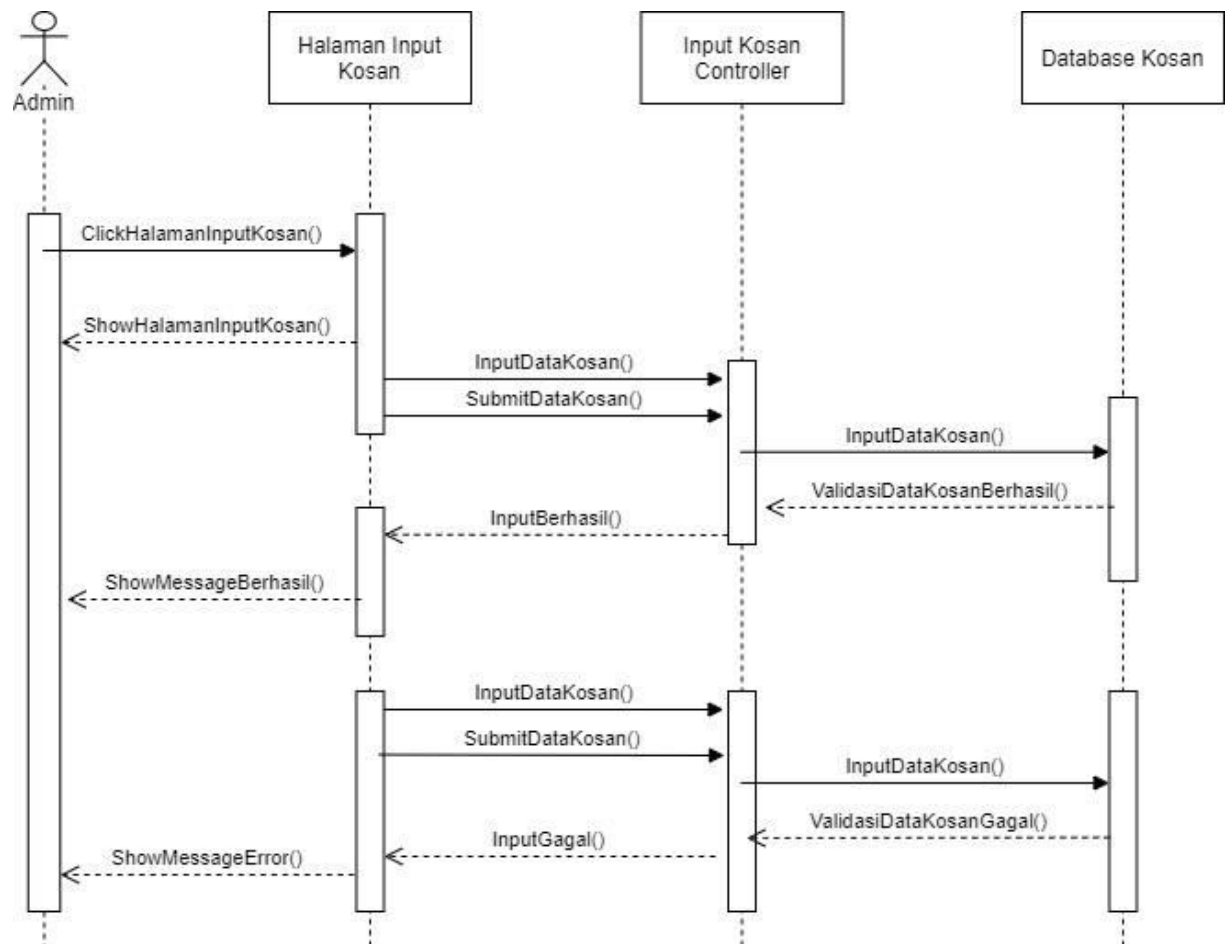 Halaman Input
Kosan
Input Kosan
Controller
Database Kosan
Admin
ClickHalamanInputKosan()
ShowHalamanInputKosan()
InputDataKosan()
SubmitDataKosan()
InputDataKosan()
ValidasiDataKosanBerhasil()
InputBerhasil()
ShowMessageBerhasil()
InputDataKosan()
SubmitDataKosan()
InputDataKosan()
ValidasiDataKosanGagal()
InputGagal()
ShowMessageError()